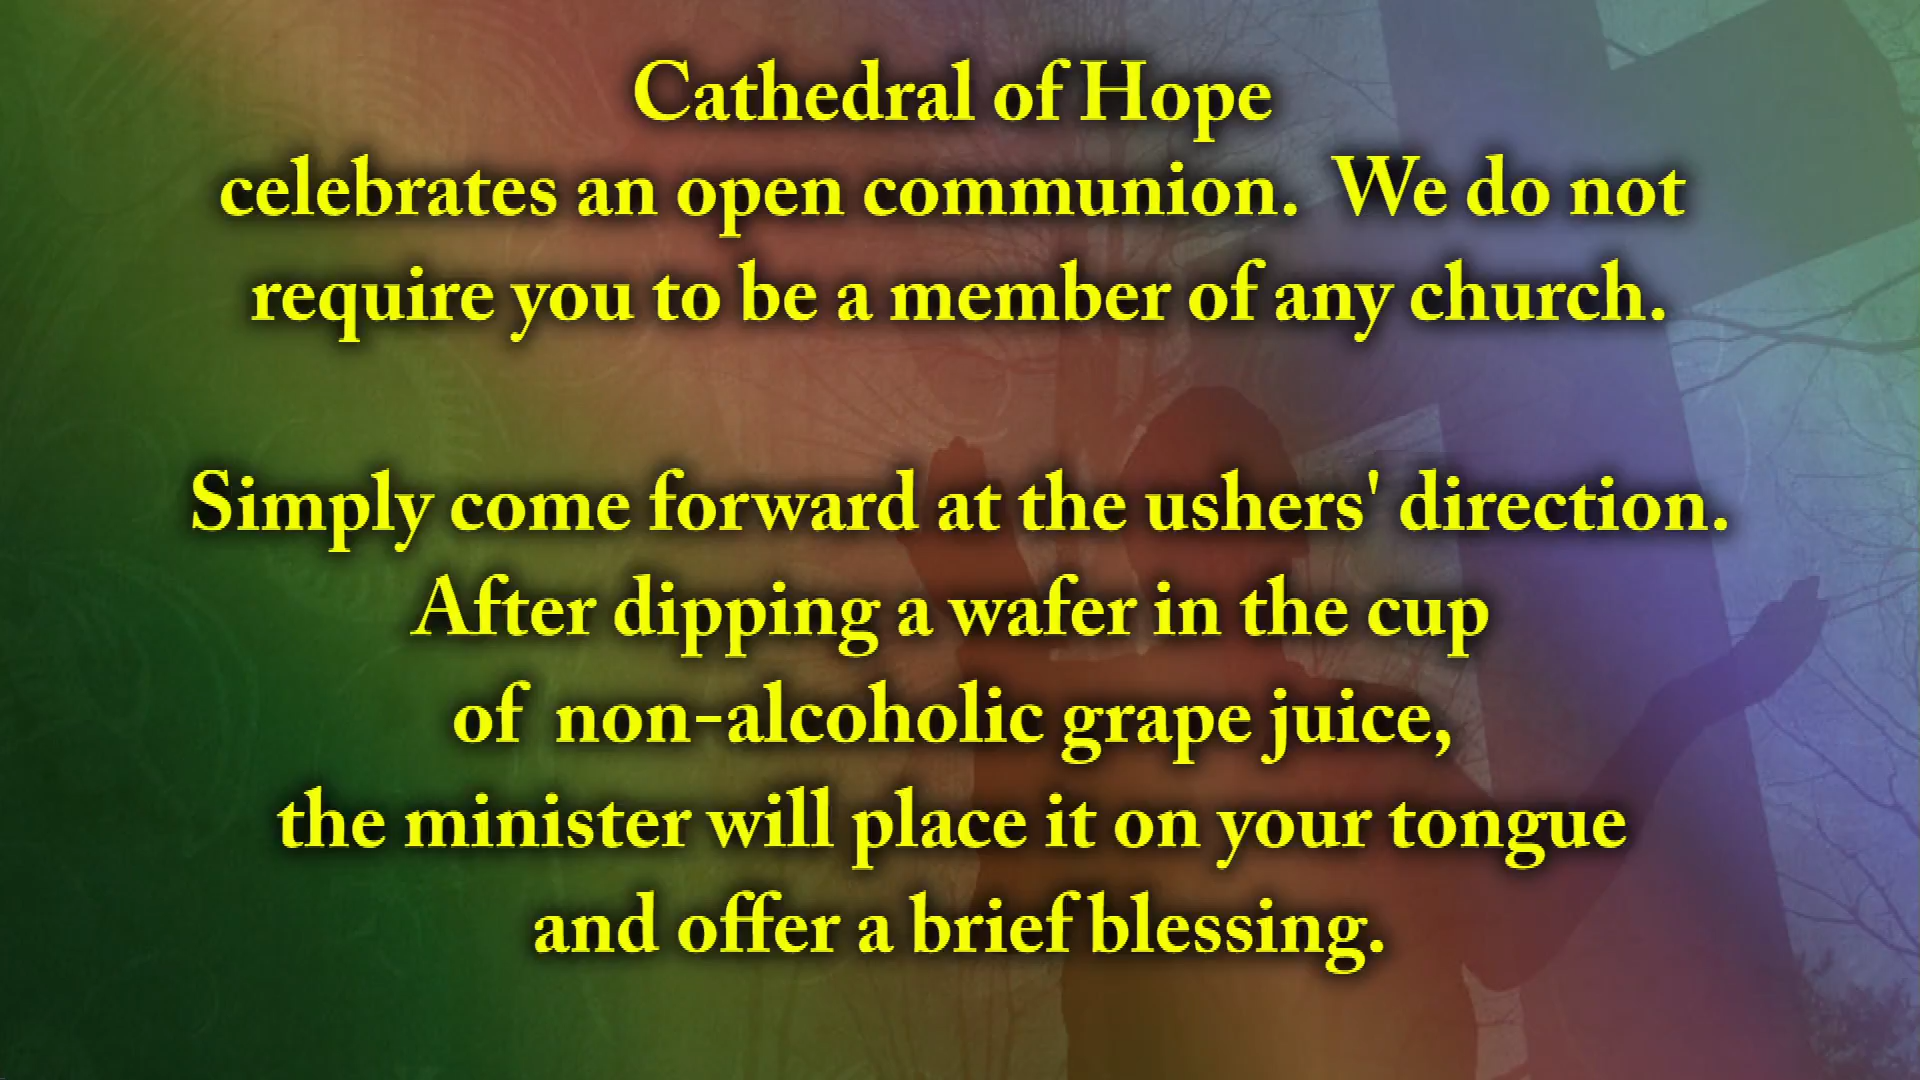 Cathedral of Hope
celebrates an open communion.  We do not
require you to be a member of any church.
Simply come forward at the ushers' direction.
After dipping a wafer in the cup
of  non-alcoholic grape juice,
the minister will place it on your tongue
and offer a brief blessing.